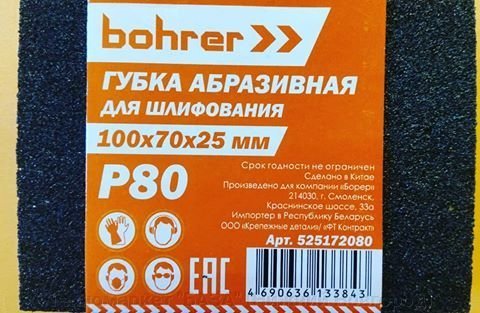 bohrer
ГУБКА АБРАЗИВНАЯ
ДЛЯ ШЛИФОВАНИЯ
100х70х25 мм
P80
Срок годности не ограничен
Сделано в Китае
Произведено для компании «Борер»
214030, г. Смоленск,
Краснинское шоссе, 33а
Импортер в Республику Беларусь
ООО «Крепежные детали»/ «ФТ Контракт»
Арт. 525172080
EAC
4 690636 133843